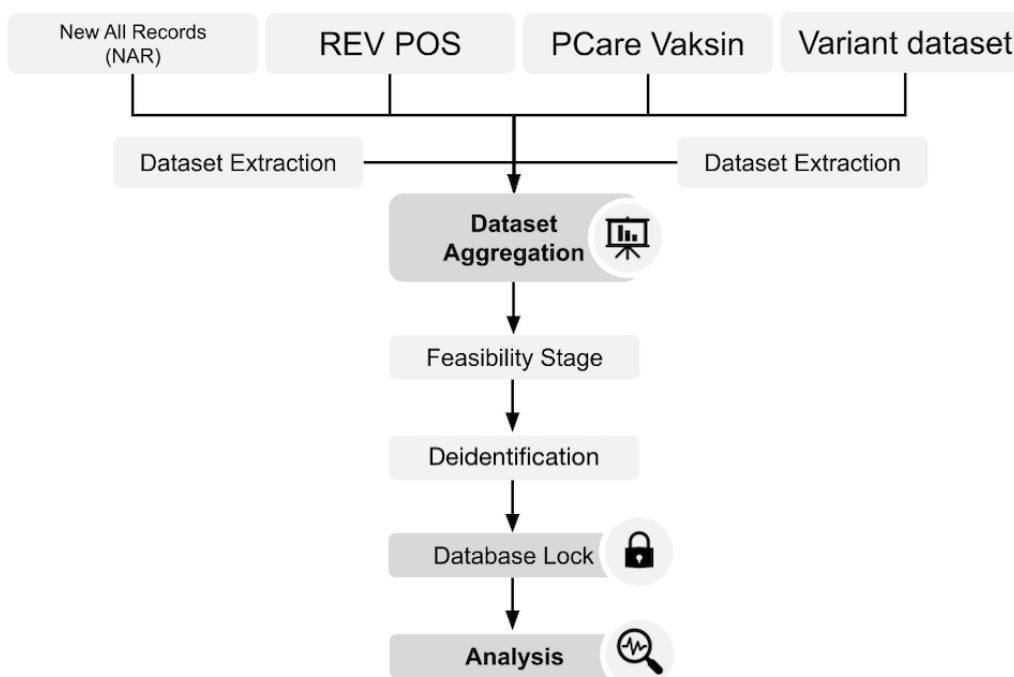 New All Records
(NAR)
REV POS
PCare Vaksin
Variant dataset
Dataset Extraction
Dataset Extraction
Dataset
Aggregation
Feasibility Stage
Deidentification
Database Lock
Analysis